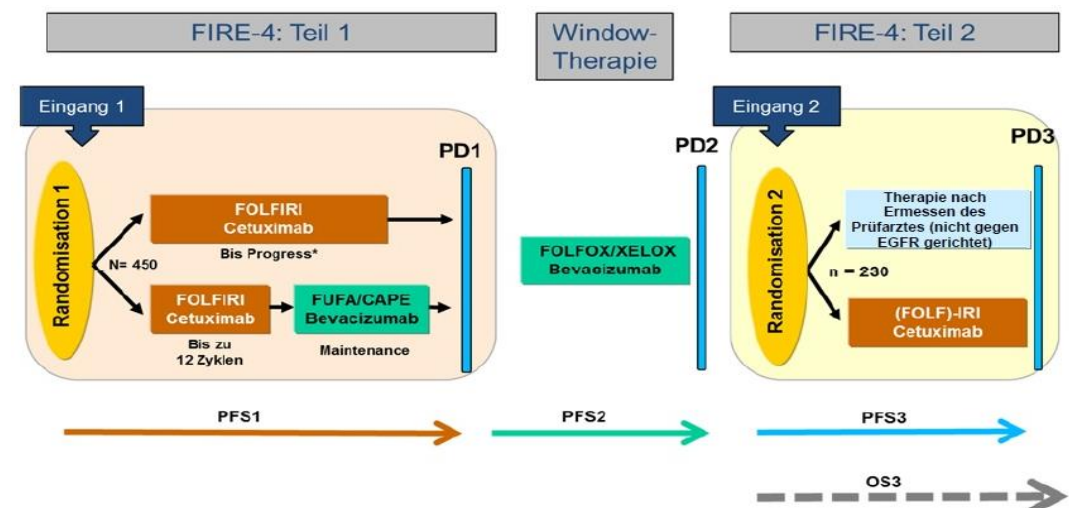 FIRE-4: Teil 1
Window-
Therapie
FIRE-4: Teil 2
Eingang 1
Randomisation 1
N= 450
FOLFIRI
Cetuximab
Bis Progress*
FOLFIRI
Cetuximab
Bis zu
12 Zyklen
FUFA/CAPE
Bevacizumab
Maintenance
PD1
FOLFOX/XELOX
Bevacizumab
PD2
Eingang 2
Randomisation 2
n = 230
Therapie nach
Ermessen des
Prüfarztes (nicht gegen
EGFR gerichtet)
(FOLF)-IRI
Cetuximab
PD3
PFS1
PFS2
PFS3
OS3